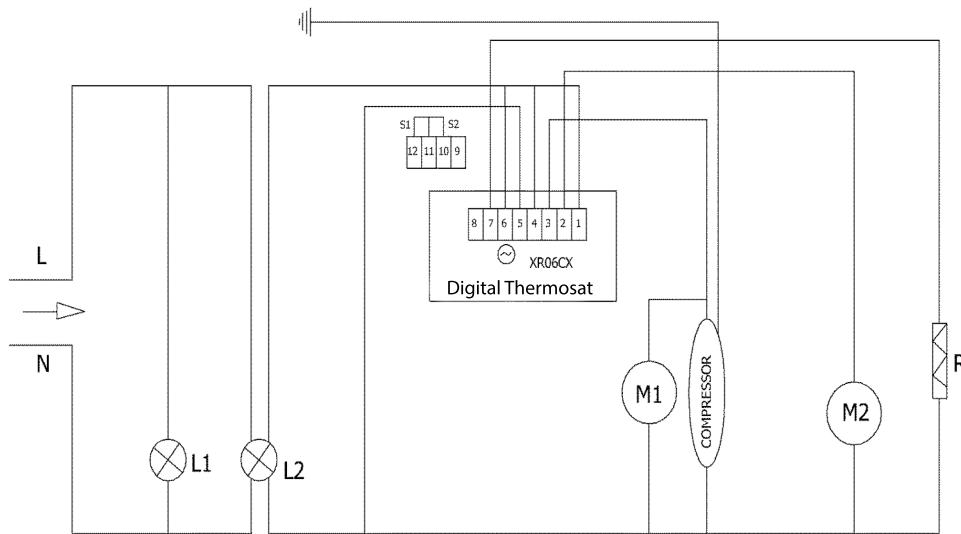 S1 S2
12 11 10 9
8 7 6 5 4 3 2 1
XR06CX
Digital Thermosat
L
N
L1
L2
M1
COMPRESSOR
M2
R